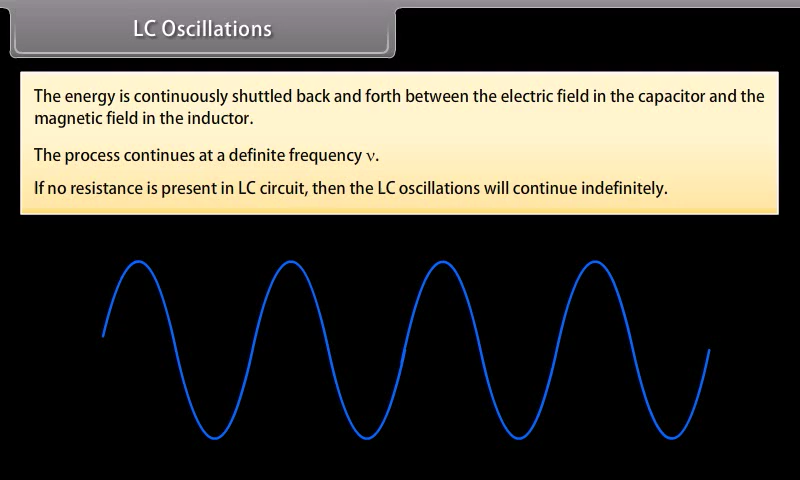 LC Oscillations
The energy is continuously shuttled back and forth between the electric field in the capacitor and the
magnetic field in the inductor.
The process continues at a definite frequency ν.
If no resistance is present in LC circuit, then the LC oscillations will continue indefinitely.